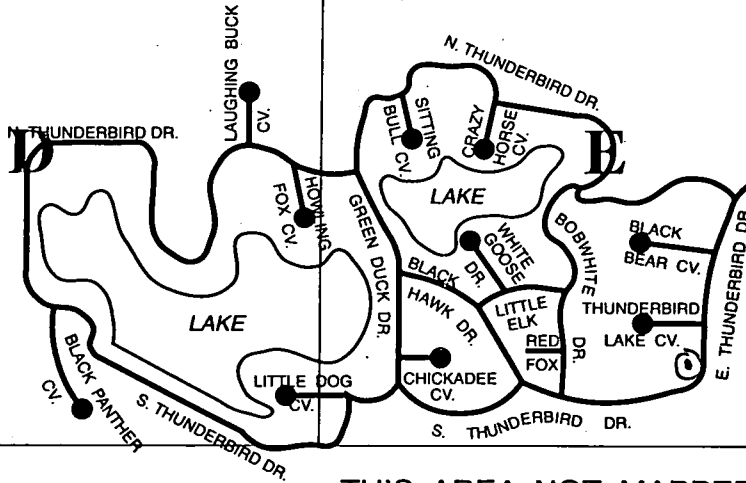 LAUGHING BUCK
CV.
N. THUNDERBIRD DR.
D
N. THUNDERBIRD DR.
E
SITTING
BULL CV.
CRAZY
HORSE CV.
HOWLING
FOX CV.
LAKE
GREEN DUCK DR.
WHITE
GOOSE
DR.
BOBWHITE
DR.
BLACK
BEAR CV.
E. THUNDERBIRD DR.
BLACK
HAWK DR.
LITTLE
ELK
THUNDERBIRD
LAKE CV.
LAKE
RED
FOX
BLACK PANTHER
CV.
LITTLE DOG
CV.
CHICKADEE
CV.
S. THUNDERBIRD DR.
S. THUNDERBIRD DR.
THIS AREA NOT MAPPED